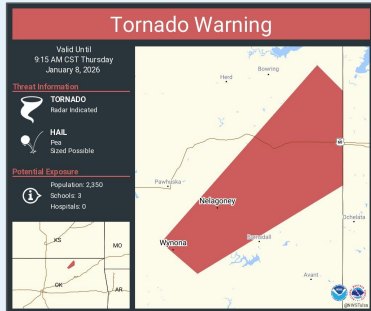 Tornado Warning
Valid Until
9:15 AM CST Thursday
January 8, 2026
Threat Information
TORNADO
Radar Indicated
HAIL
Pea
Sized Possible
Potential Exposure
Population: 2,350
Schools: 3
Hospitals: 0
KS
MO
OK
AR
Bowring
Herd
Pawhuska
Nelagoney
Ochelata
Wynona
Barnsdall
Avant
@NWSTulsa